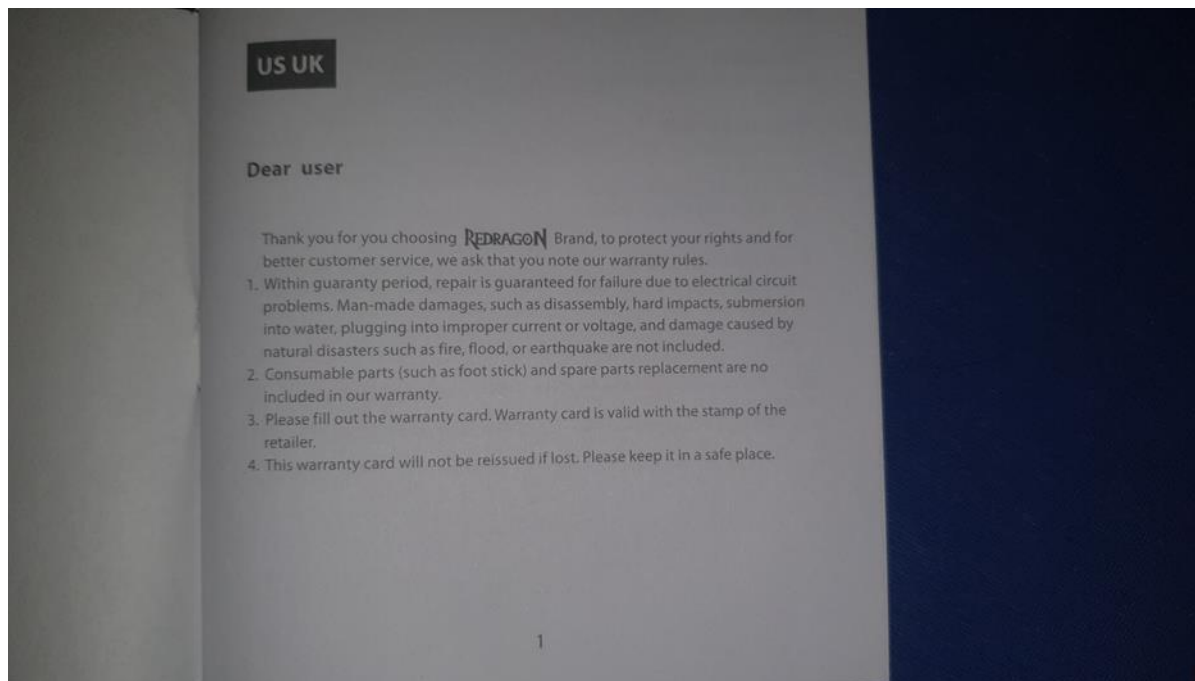 US UK
Dear user
Thank you for you choosing REDRAGON Brand, to protect your rights and for
better customer service, we ask that you note our warranty rules.
1. Within guaranty period, repair is guaranteed for failure due to electrical circuit
problems. Man-made damages, such as disassembly, hard impacts, submersion
into water, plugging into improper current or voltage, and damage caused by
natural disasters such as fire, flood, or earthquake are not included.
2. Consumable parts (such as foot stick) and spare parts replacement are no
included in our warranty.
3. Please fill out the warranty card. Warranty card is valid with the stamp of the
retailer.
4. This warranty card will not be reissued if lost. Please keep it in a safe place.
1